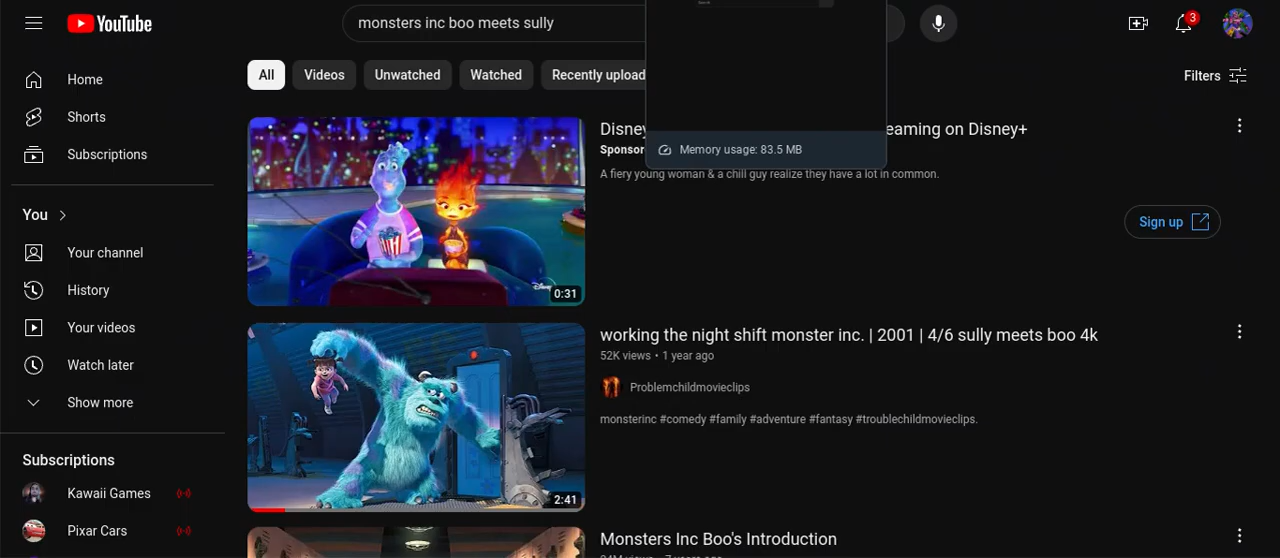 YouTube
monsters inc boo meets sully
3
Home
Shorts
Subscriptions
You
Your channel
History
Your videos
Watch later
Show more
Subscriptions
Kawaii Games
Pixar Cars
All
Videos
Unwatched
Watched
Recently upload
Filters
Memory usage: 83.5 MB
Disney
eaming on Disney+
Sponsor
A fiery young woman & a chill guy realize they have a lot in common.
Sign up
Disney
0:31
working the night shift monster inc. | 2001 | 4/6 sully meets boo 4k
52K views • 1 year ago
Problemchildmovieclips
monsterinc #comedy #family #adventure #fantasy #troublechildmovieclips.
2:41
Monsters Inc Boo's Introduction